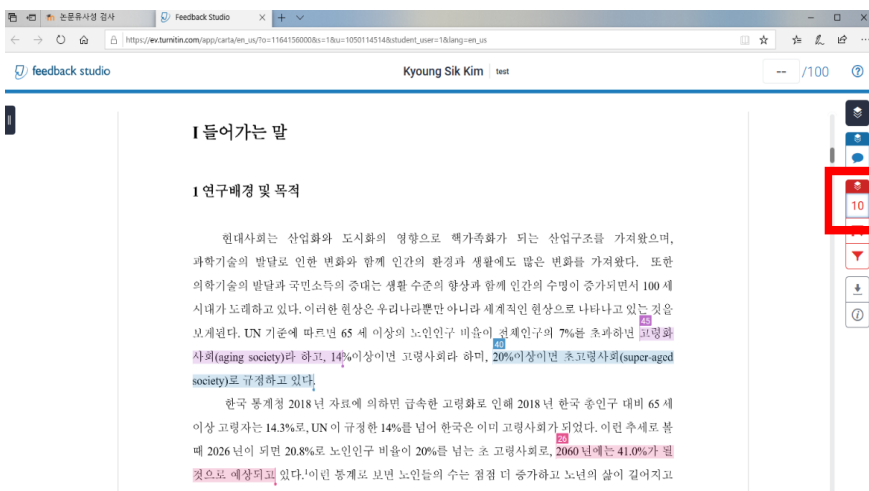 논문유사성 검사
Feedback Studio
https://ev.turnitin.com/app/carta/en_us/?o=1164156000&s=1&u=1050114514&student_user=1&lang=en_us
feedback studio
Kyoung Sik Kim
test
-- /100
10
I 들어가는 말
1 연구배경 및 목적
현대사회는 산업화와 도시화의 영향으로 핵가족화가 되는 산업구조를 가져왔으며,
과학기술의 발달로 인한 변화와 함께 인간의 환경과 생활에도 많은 변화를 가져왔다. 또한
의학기술의 발달과 국민소득의 증대는 생활 수준의 향상과 함께 인간의 수명이 증가되면서 100 세
시대가 도래하고 있다. 이러한 현상은 우리나라뿐만 아니라 세계적인 현상으로 나타나고 있는 것을
45
보게된다. UN 기준에 따르면 65 세 이상의 노인인구 비율이 전체인구의 7%를 초과하면 고령화
40
사회(aging society)라 하고, 14%이상이면 고령사회라 하며, 20%이상이면 초고령사회(super-aged
society)로 규정하고 있다.
한국 통계청 2018 년 자료에 의하면 급속한 고령화로 인해 2018 년 한국 총인구 대비 65 세
이상 고령자는 14.3%로, UN 이 규정한 14%를 넘어 한국은 이미 고령사회가 되었다. 이런 추세로 볼
26
때 2026 년이 되면 20.8%로 노인인구 비율이 20%를 넘는 초 고령사회로, 2060 년에는 41.0%가 될
것으로 예상되고 있다.¹이런 통계로 보면 노인들의 수는 점점 더 증가하고 노년의 삶이 길어지고